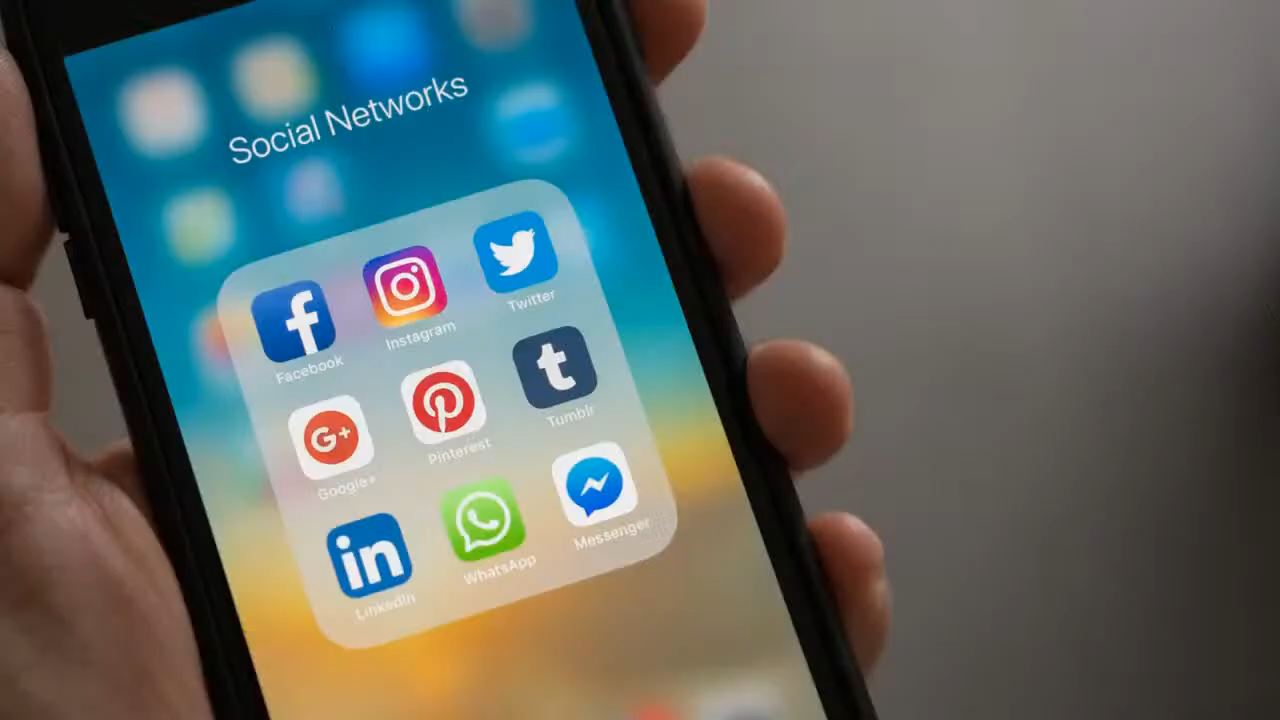 Social Networks
Facebook
Instagram
Twitter
Google+
Pinterest
Tumblr
LinkedIn
WhatsApp
Messenger